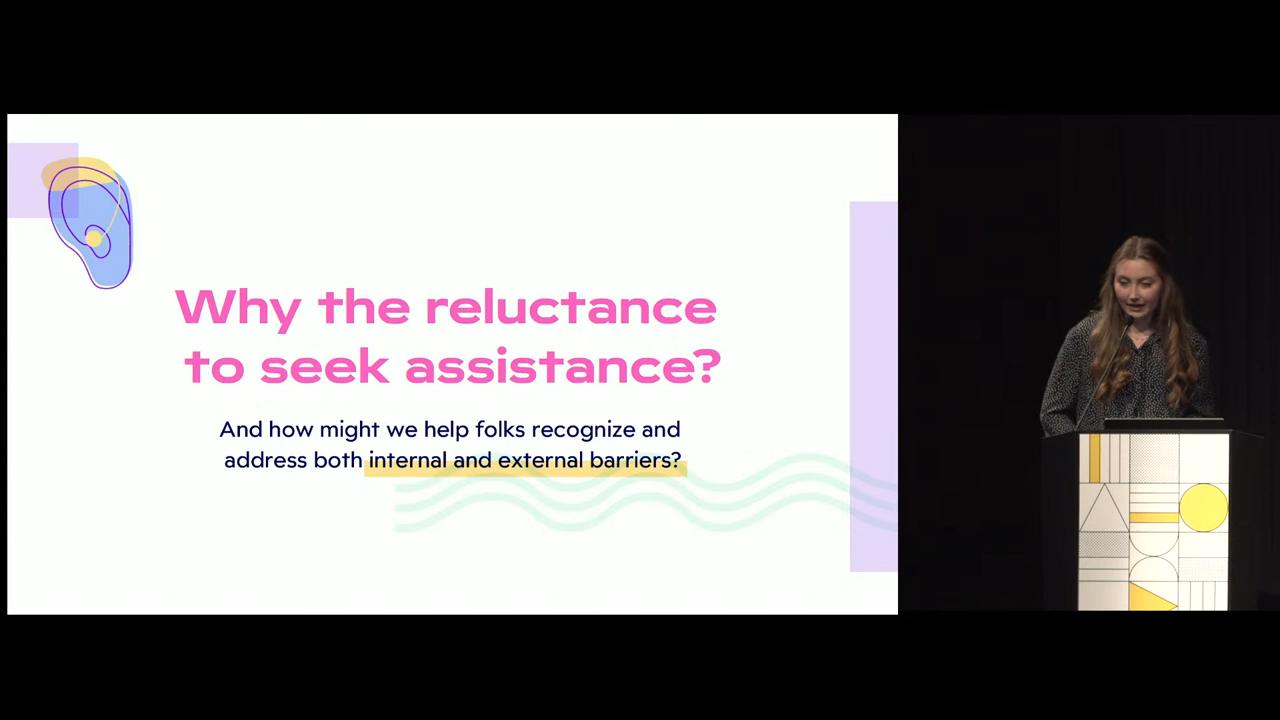 Why the reluctance
to seek assistance?
And how might we help folks recognize and
address both internal and external barriers?